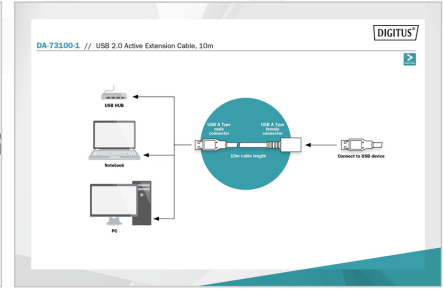 DIGITUS®
DA-73100-1 // USB 2.0 Active Extension Cable, 10m
USB HUB
USB A Type
male
connector
USB A Type
female
connector
10m cable length
Notebook
Connect to USB device
PC